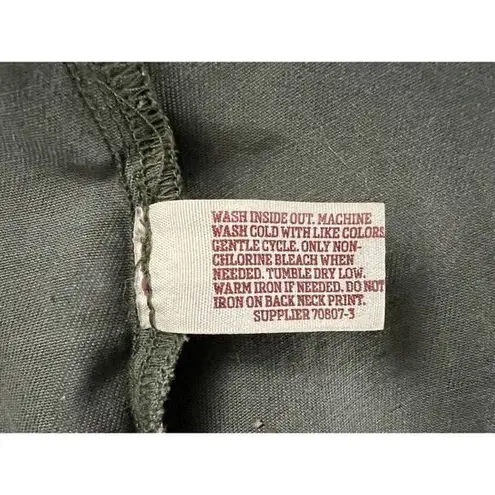 WASH INSIDE OUT. MACHINE
WASH COLD WITH LIKE COLORS
GENTLE CYCLE. ONLY NON-
CHLORINE BLEACH WHEN
NEEDED. TUMBLE DRY LOW.
WARM IRON IF NEEDED. DO NOT
IRON ON BACK NECK PRINT.
SUPPLIER 70807-3